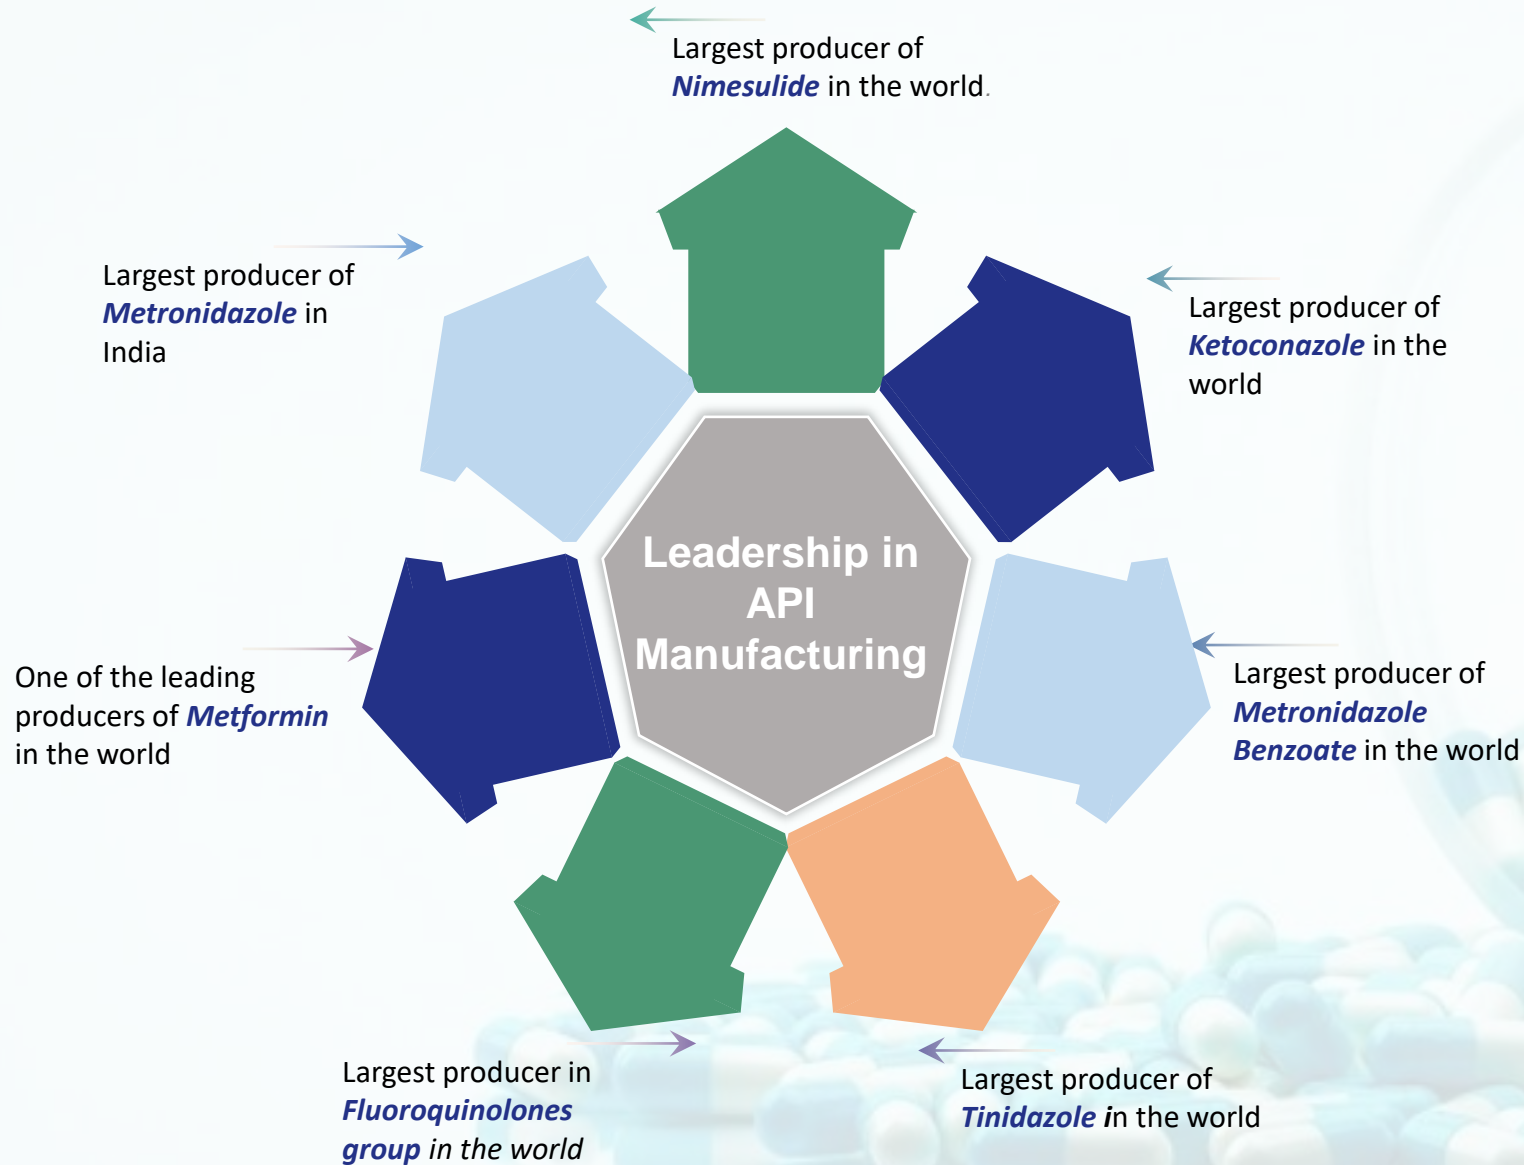 Largest producer of
Nimesulide in the world.
Largest producer of
Metronidazole in
India
Largest producer of
Ketoconazole in the
world
Leadership in
API
Manufacturing
One of the leading
producers of Metformin
in the world
Largest producer of
Metronidazole
Benzoate in the world
Largest producer in
Fluoroquinolones
group in the world
Largest producer of
Tinidazole in the world